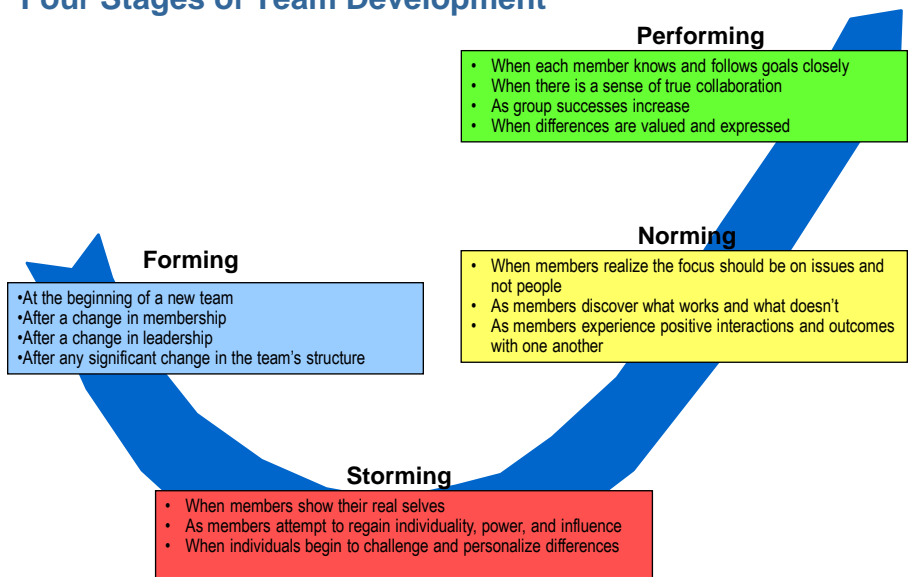 Four Stages of Team Development
Performing
• When each member knows and follows goals closely
• When there is a sense of true collaboration
• As group successes increase
• When differences are valued and expressed
Norming
• When members realize the focus should be on issues and
not people
• As members discover what works and what doesn't
• As members experience positive interactions and outcomes
with one another
Forming
•At the beginning of a new team
•After a change in membership
•After a change in leadership
•After any significant change in the team's structure
Storming
• When members show their real selves
• As members attempt to regain individuality, power, and influence
• When individuals begin to challenge and personalize differences